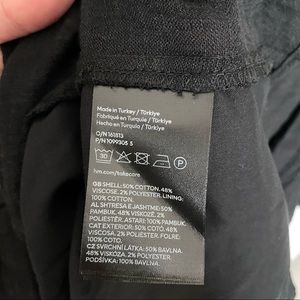 Made in Turkey / Türkiye
Fabriqué en Turquie / Türkiye
Hecho en Turquía / Türkiye
O/N 161813
P/N 1099308 5
30
P
hm.com/takecare
GB SHELL: 50% COTTON, 48%
VISCOSE, 2% POLYESTER. LINING:
100% COTTON.
AL SHTRESA E JASHTME: 50%
PAMBUK, 48% VISKOZË, 2%
POLIESTËR. ASTARI: 100% PAMBUK.
CAT EXTERIOR: 50% COTÓ, 48%
VISCOSA, 2% POLIÈSTER. FOLRE:
100% COTÓ.
CZ SVRCHNÍ LÁTKA: 50% BAVLNA,
48% VISKÓZA, 2% POLYESTER.
PODŠÍVKA: 100% BAVLNA.